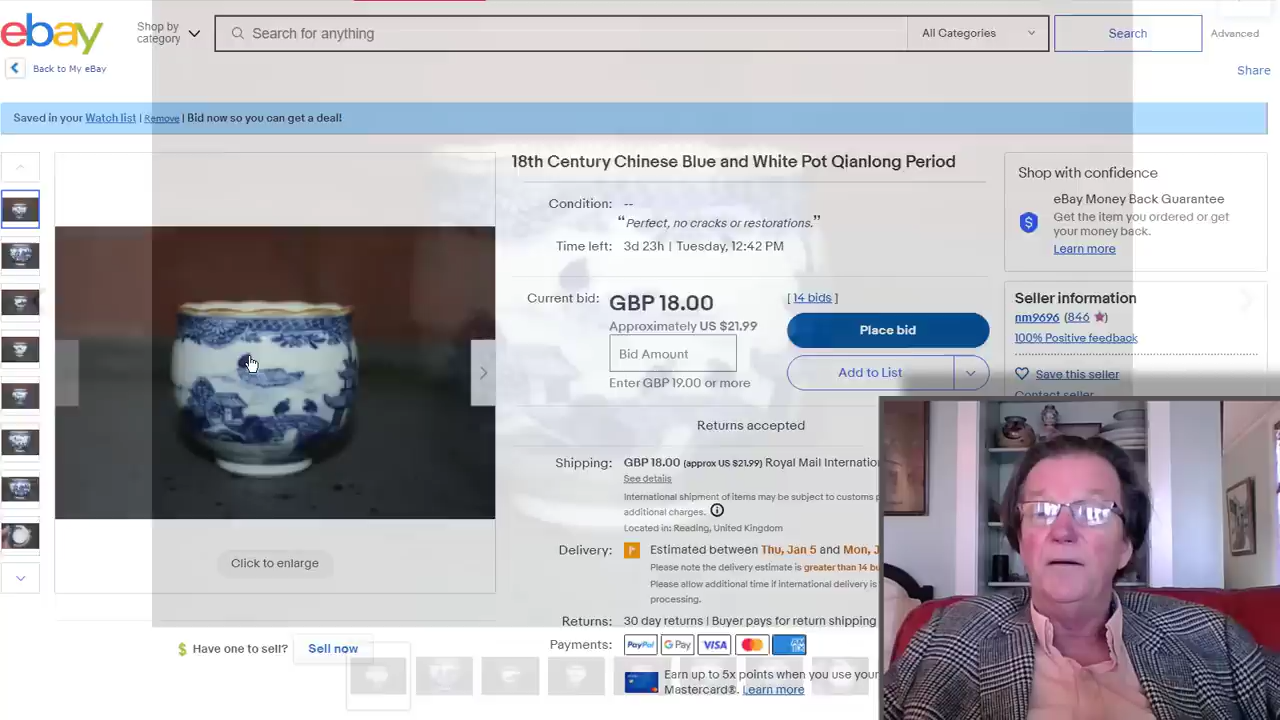 ebay
Shop by category
Search for anything
All Categories
Search
Advanced
Back to My eBay
Share
Saved in your Watch list | Remove | Bid now so you can get a deal!
18th Century Chinese Blue and White Pot Qianlong Period
Condition: --
“Perfect, no cracks or restorations.”
Time left: 3d 23h | Tuesday, 12:42 PM
Current bid: GBP 18.00 [ 14 bids ]
Approximately US $21.99
Place bid
Bid Amount
Enter GBP 19.00 or more
Add to List
Returns accepted
Shipping: GBP 18.00 (approx US $21.99) Royal Mail Internatio
See details
International shipment of items may be subject to customs p
additional charges.
Located in: Reading, United Kingdom
Delivery: Estimated between Thu, Jan 5 and Mon, J
Please note the delivery estimate is greater than 14 bu
Please allow additional time if international delivery is
processing.
Returns: 30 day returns | Buyer pays for return shipping
Payments: PayPal G Pay VISA
Earn up to 5x points when you use your
Mastercard®. Learn more
Shop with confidence
eBay Money Back Guarantee
Get the item you ordered or get
your money back.
Learn more
Seller information
nm9696 (846)
100% Positive feedback
Save this seller
Contact seller
Click to enlarge
Have one to sell? Sell now